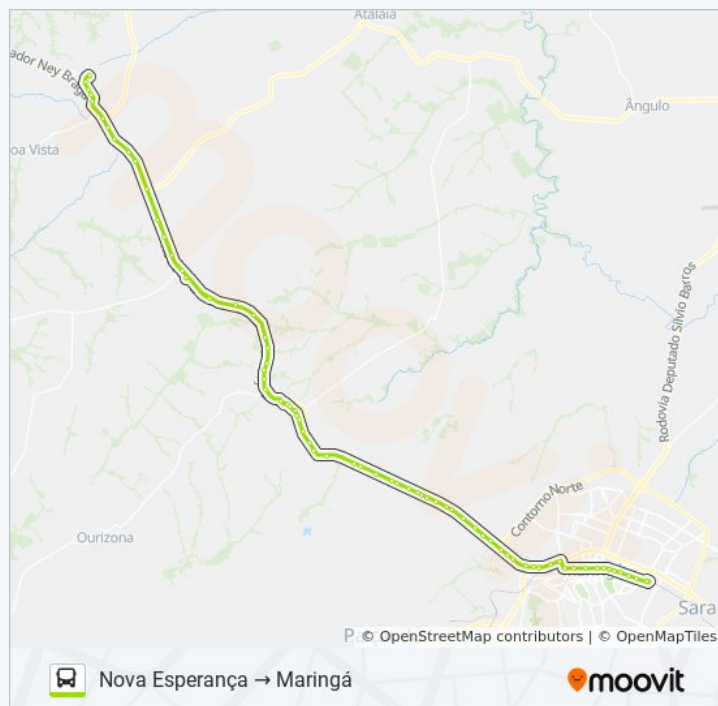 Atalaia
ador Ney Braga
Ângulo
oa Vista
Rodovia Deputado Silvio Barros
Contorno Norte
Ourizona
Sara
© OpenStreetMap contributors | © OpenMapTiles
Nova Esperança → Maringá
moovit